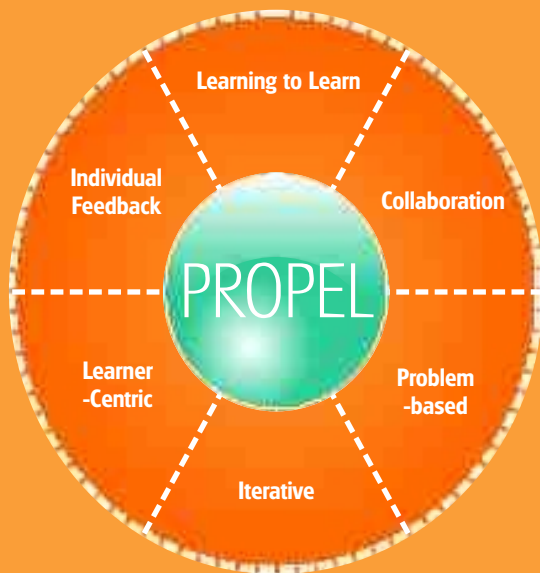 Learning to Learn
Individual
Feedback
Collaboration
PROPEL
Learner
-Centric
Problem
-based
Iterative